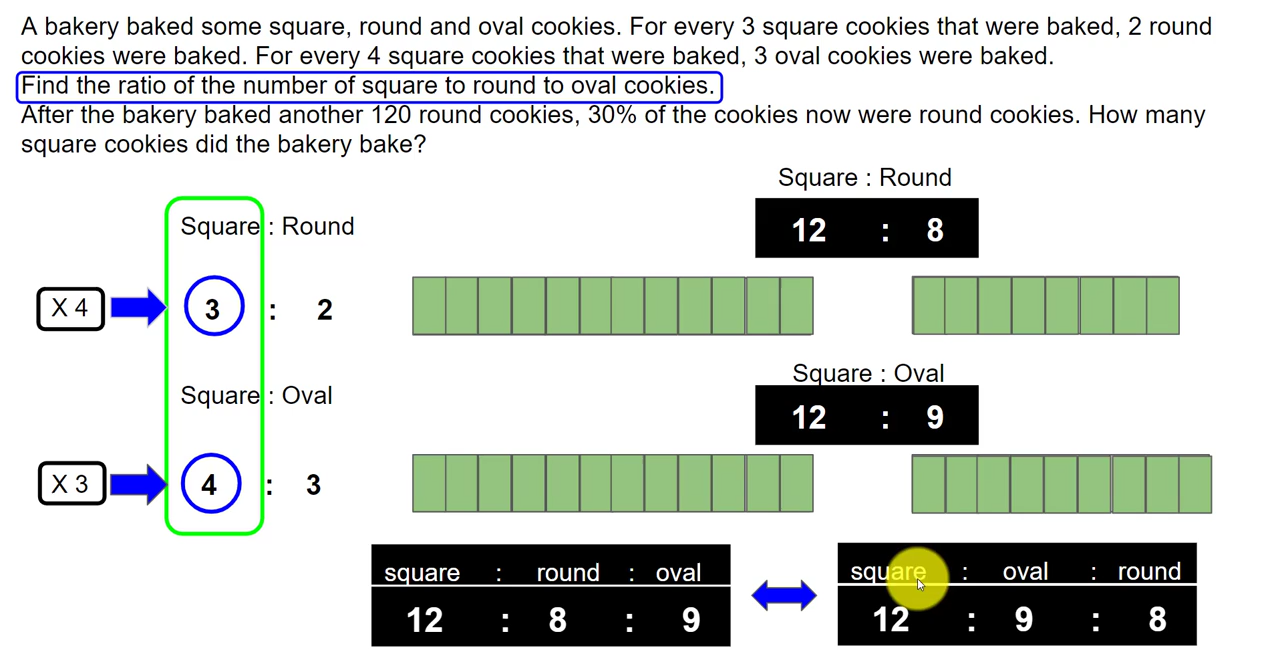 A bakery baked some square, round and oval cookies. For every 3 square cookies that were baked, 2 round
cookies were baked. For every 4 square cookies that were baked, 3 oval cookies were baked.
Find the ratio of the number of square to round to oval cookies.
After the bakery baked another 120 round cookies, 30% of the cookies now were round cookies. How many
square cookies did the bakery bake?
Square : Round
12 : 8
Square : Round
X 4
3 : 2
Square : Oval
12 : 9
Square : Oval
X 3
4 : 3
square : round : oval
12 : 8 : 9
square : oval : round
12 : 9 : 8